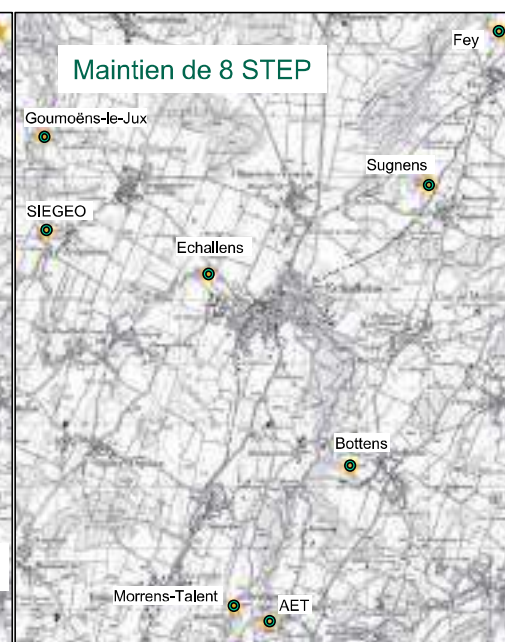 Fey
Maintien de 8 STEP
Goumoëns-le-Jux
Sugnens
SIEGEO
Echallens
Bottens
Morrens-Talent
AET